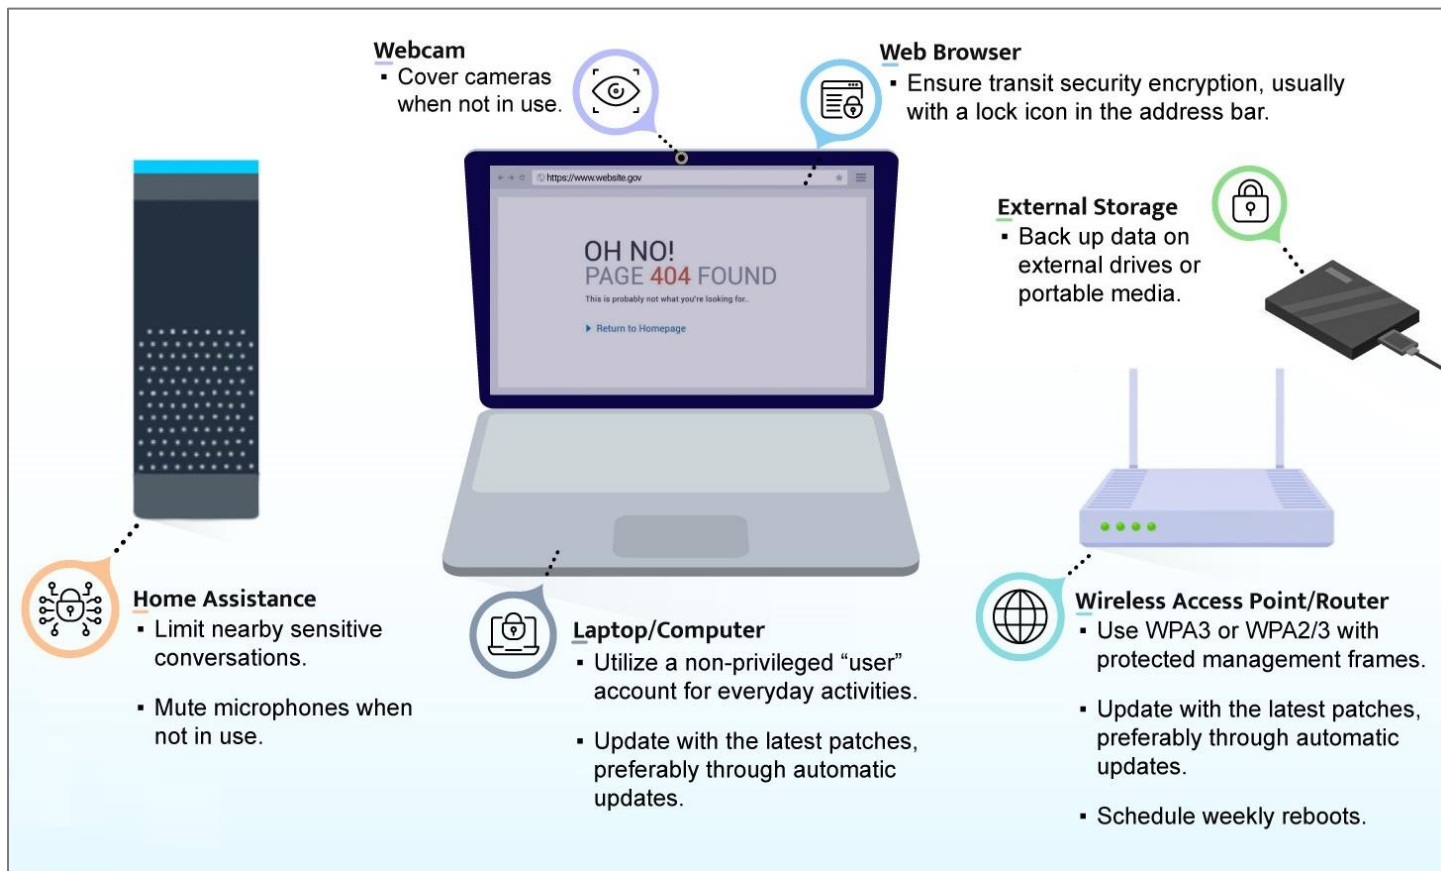 Webcam
▪ Cover cameras
when not in use.
Web Browser
▪ Ensure transit security encryption, usually
with a lock icon in the address bar.
https://www.website.gov
OH NO!
PAGE 404 FOUND
This is probably not what you're looking for..
Return to Homepage
External Storage
▪ Back up data on
external drives or
portable media.
Home Assistance
▪ Limit nearby sensitive
conversations.
▪ Mute microphones when
not in use.
Laptop/Computer
▪ Utilize a non-privileged “user”
account for everyday activities.
▪ Update with the latest patches,
preferably through automatic
updates.
Wireless Access Point/Router
▪ Use WPA3 or WPA2/3 with
protected management frames.
▪ Update with the latest patches,
preferably through automatic
updates.
▪ Schedule weekly reboots.